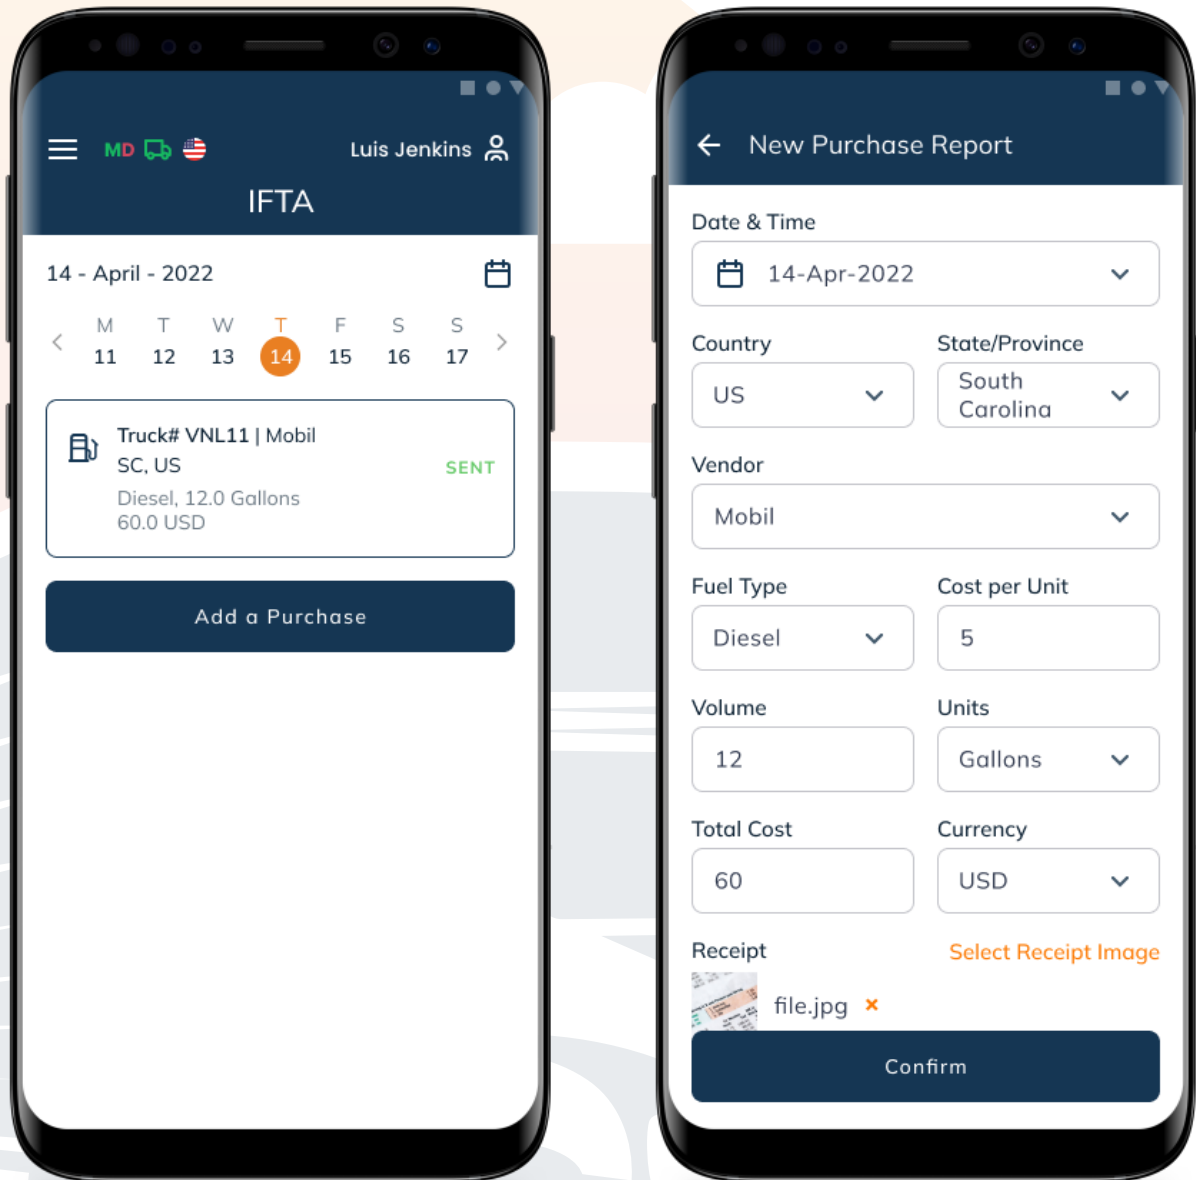 MD
Luis Jenkins
IFTA
14 - April - 2022
M T W T F S S
11 12 13 14 15 16 17
Truck# VNL11 | Mobil
SC, US
SENT
Diesel, 12.0 Gallons
60.0 USD
Add a Purchase
New Purchase Report
Date & Time
14-Apr-2022
Country State/Province
US
South
Carolina
Vendor
Mobil
Fuel Type Cost per Unit
Diesel 5
Volume Units
12 Gallons
Total Cost Currency
60 USD
Receipt Select Receipt Image
file.jpg ×
Confirm